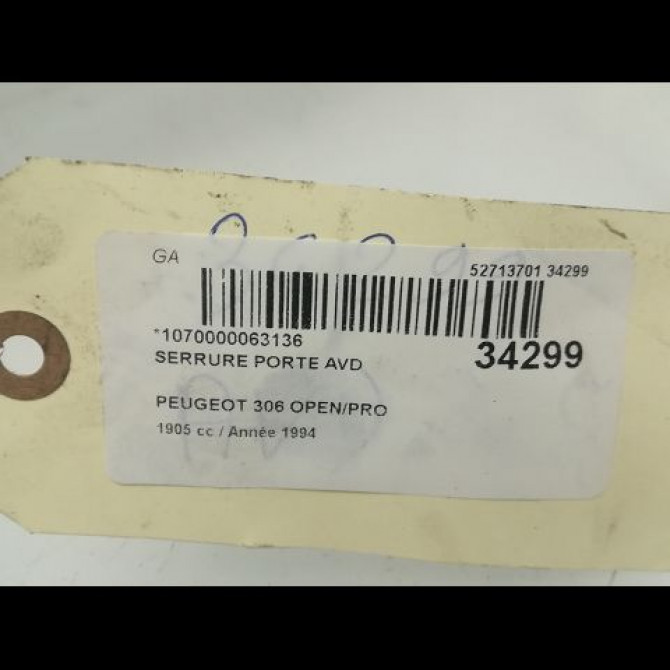 GA
52713701 34299
*1070000063136
34299
SERRURE PORTE AVD
PEUGEOT 306 OPEN/PRO
1905 cc / Année 1994